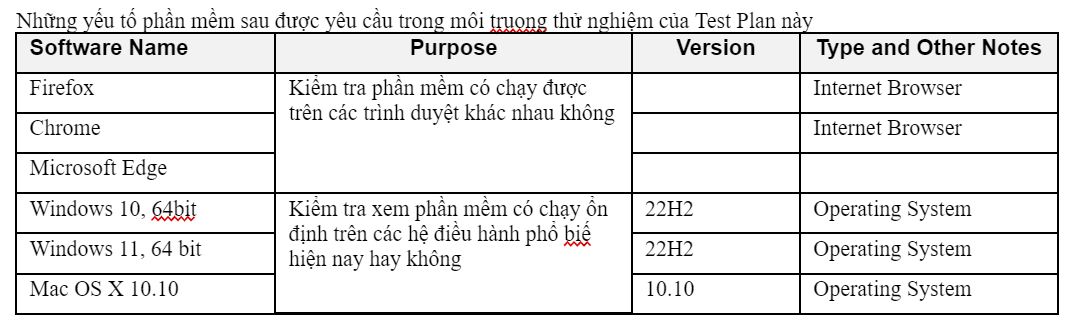 Những yếu tố phần mềm sau được yêu cầu trong môi truong thử nghiệm của Test Plan này
Software Name Purpose Version Type and Other Notes
Firefox Kiểm tra phần mềm có chạy được Internet Browser
trên các trình duyệt khác nhau không
Chrome Internet Browser
Microsoft Edge
Windows 10, 64bit Kiểm tra xem phần mềm có chạy ổn 22H2 Operating System
định trên các hệ điều hành phổ biế
Windows 11, 64 bit 22H2 Operating System
hiện nay hay không
Mac OS X 10.10 10.10 Operating System